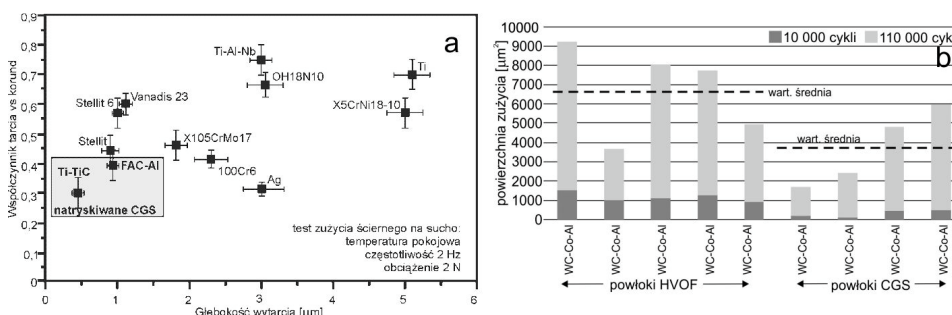 a
Współczynnik tarcia vs korund
0,9
0,8
0,7
0,6
0,5
0,4
0,3
0,2
0,1
0
Ti-Al-Nb
OH18N10
Ti
X5CrNi18-10
Vanadis 23
Stellit 6
Stellit
X105CrMo17
100Cr6
Ag
FAC-Al
Ti-TiC
natryskiwane CGS
test zużycia ściernego na sucho:
temperatura pokojowa
częstotliwość 2 Hz
obciążenie 2 N
0 1 2 3 4 5 6
Głębokość wytarcia [μm]
b
10 000 cykli
110 000 cyk
powierzchnia zużycia [μm²]
10000
9000
8000
7000
6000
5000
4000
3000
2000
1000
0
wart. średnia
wart. średnia
WC-Co-Al
WC-Co-Al
WC-Co-Al
WC-Co-Al
WC-Co-Al
WC-Co-Al
WC-Co-Al
WC-Co-Al
WC-Co-Al
powłoki HVOF
powłoki CGS